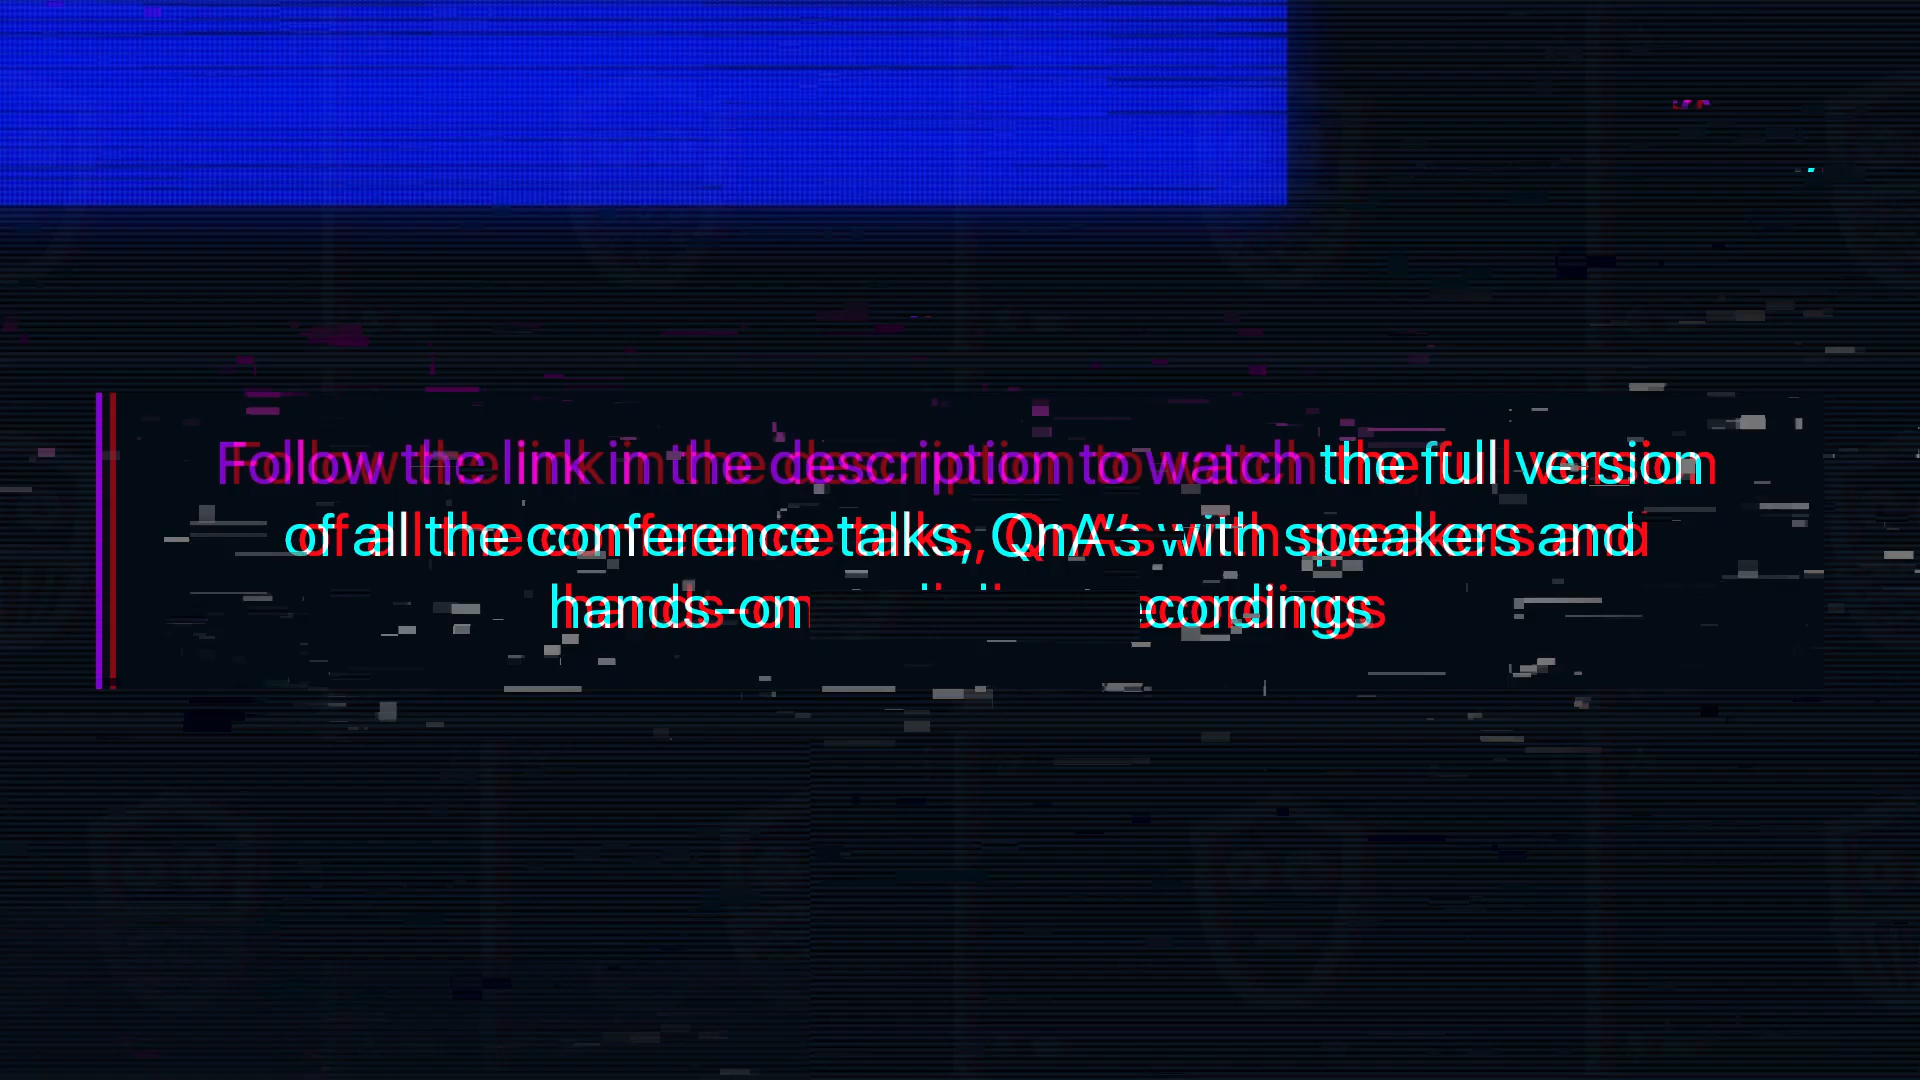 Follow the link in the description to watch the full version
of all the conference talks, QnA's with speakers and
hands-on